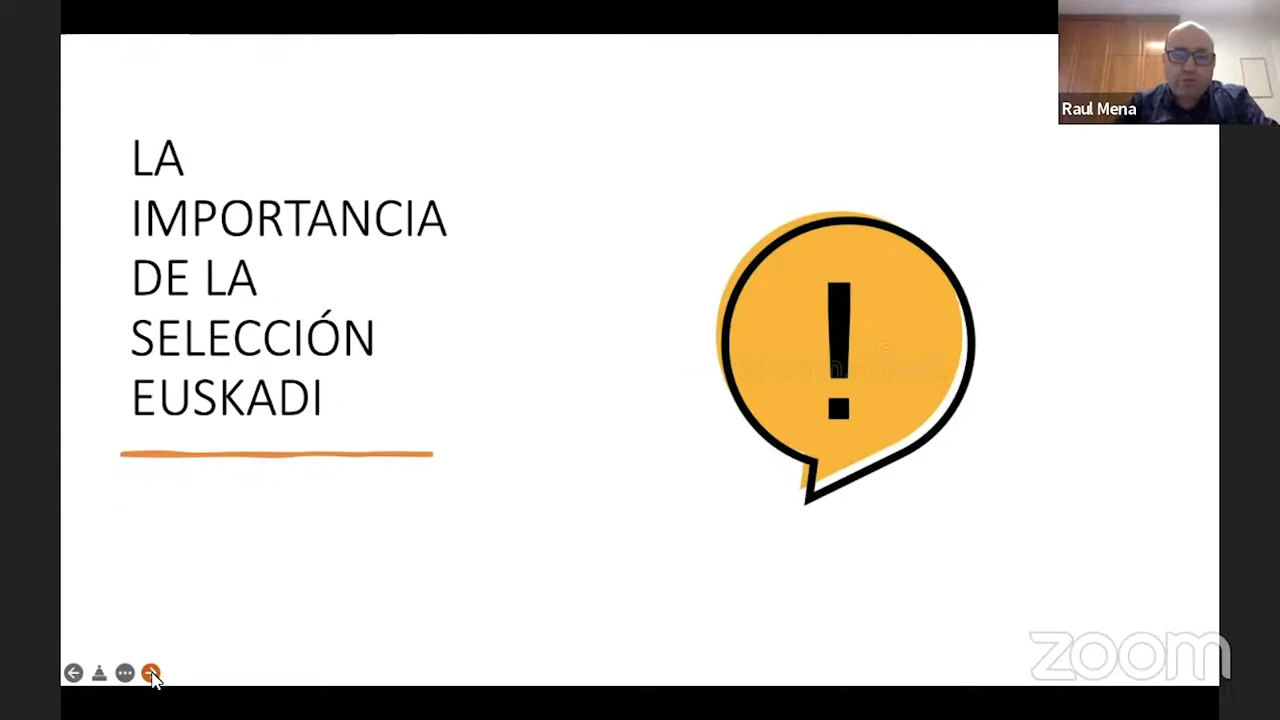 LA
IMPORTANCIA
DE LA
SELECCIÓN
EUSKADI
!
Raul Mena
zoom